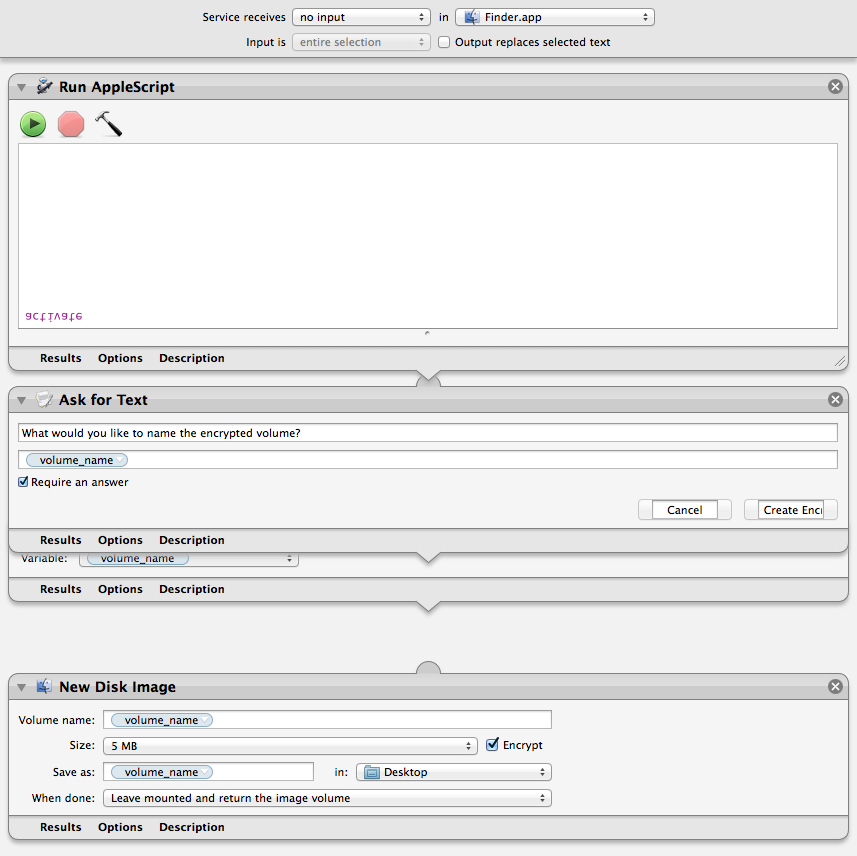 Service receives no input in Finder.app
Input is entire selection Output replaces selected text
Run AppleScript
activate
Results Options Description
Ask for Text
What would you like to name the encrypted volume?
volume_name
Require an answer
Cancel Create Encr
Results Options Description
Variable: volume_name
Results Options Description
New Disk Image
Volume name: volume_name
Size: 5 MB Encrypt
Save as: volume_name in: Desktop
When done: Leave mounted and return the image volume
Results Options Description